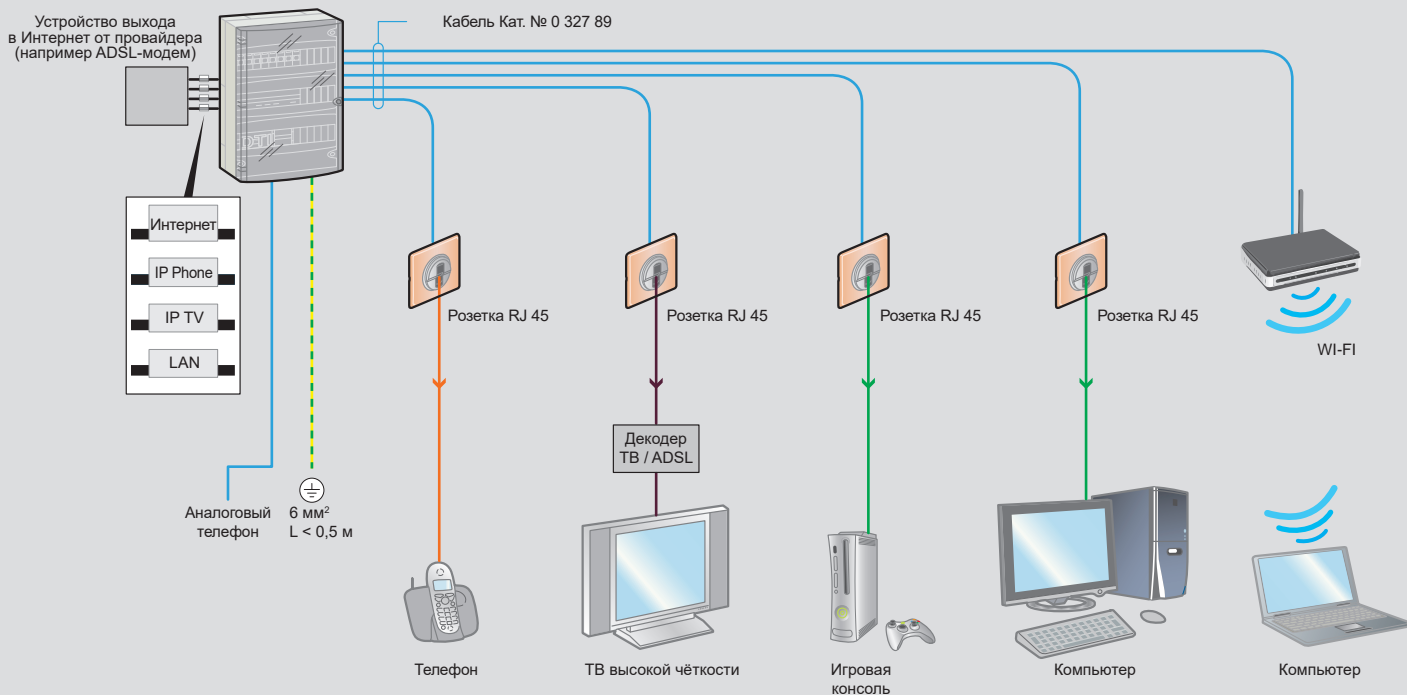 Устройство выхода
в Интернет от провайдера
(например ADSL-модем)
Кабель Кат. № 0 327 89
Интернет
IP Phone
IP TV
LAN
Розетка RJ 45
Розетка RJ 45
Розетка RJ 45
Розетка RJ 45
WI-FI
Декодер
ТВ / ADSL
Аналоговый
телефон
6 мм²
L < 0,5 м
Телефон
ТВ высокой чёткости
Игровая
консоль
Компьютер
Компьютер